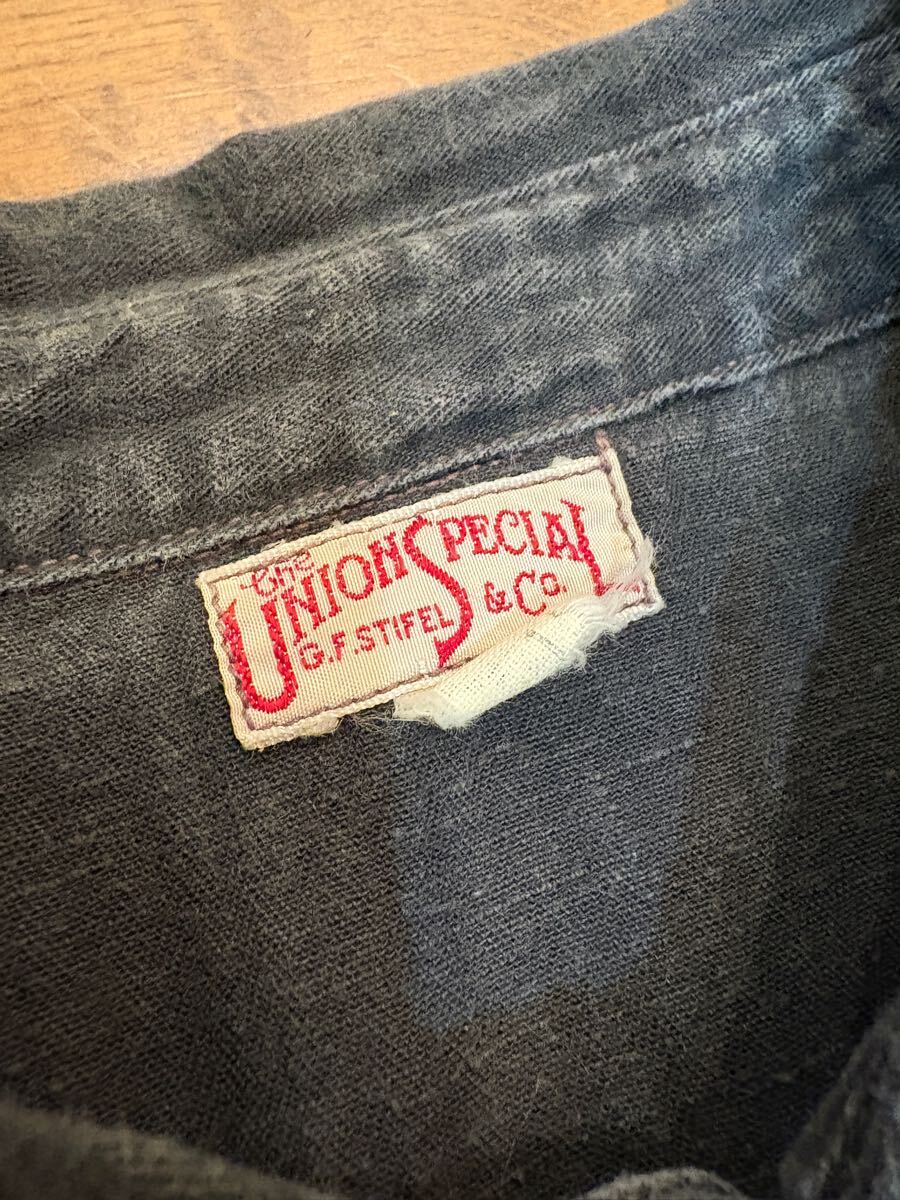 the
UNION SPECIAL
G.F. STIFEL & Co.